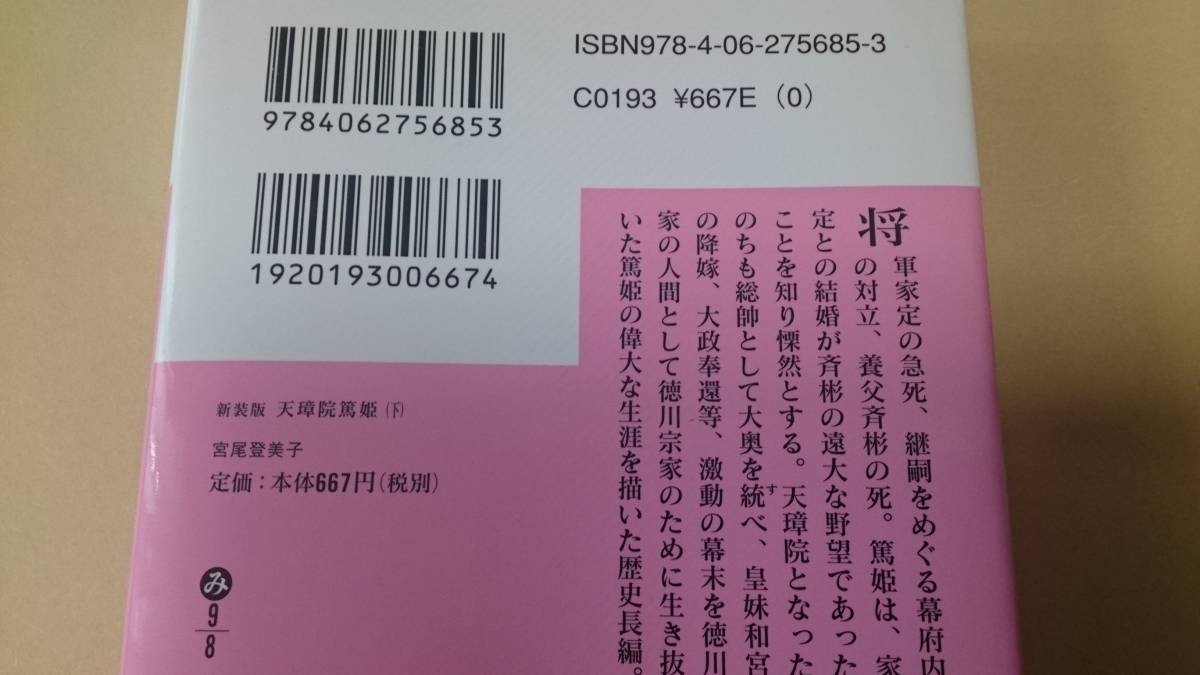 9784062756853
ISBN978-4-06-275685-3
C0193 ¥667E (0)
1920193006674
新装版 天璋院篤姫(下)
宮尾登美子
定価:本体667円(税別)
み
9
8
将軍家定の急死、継嗣をめぐる幕府内
の対立、養父斉彬の死。篤姫は、家
定との結婚が斉彬の遠大な野望であった
ことを知り慄然とする。天璋院となった
のちも総帥として大奥を統べ、皇妹和宮
す
の降嫁、大政奉還等、激動の幕末を徳川
家の人間として徳川宗家のために生き抜
いた篤姫の偉大な生涯を描いた歴史長編。